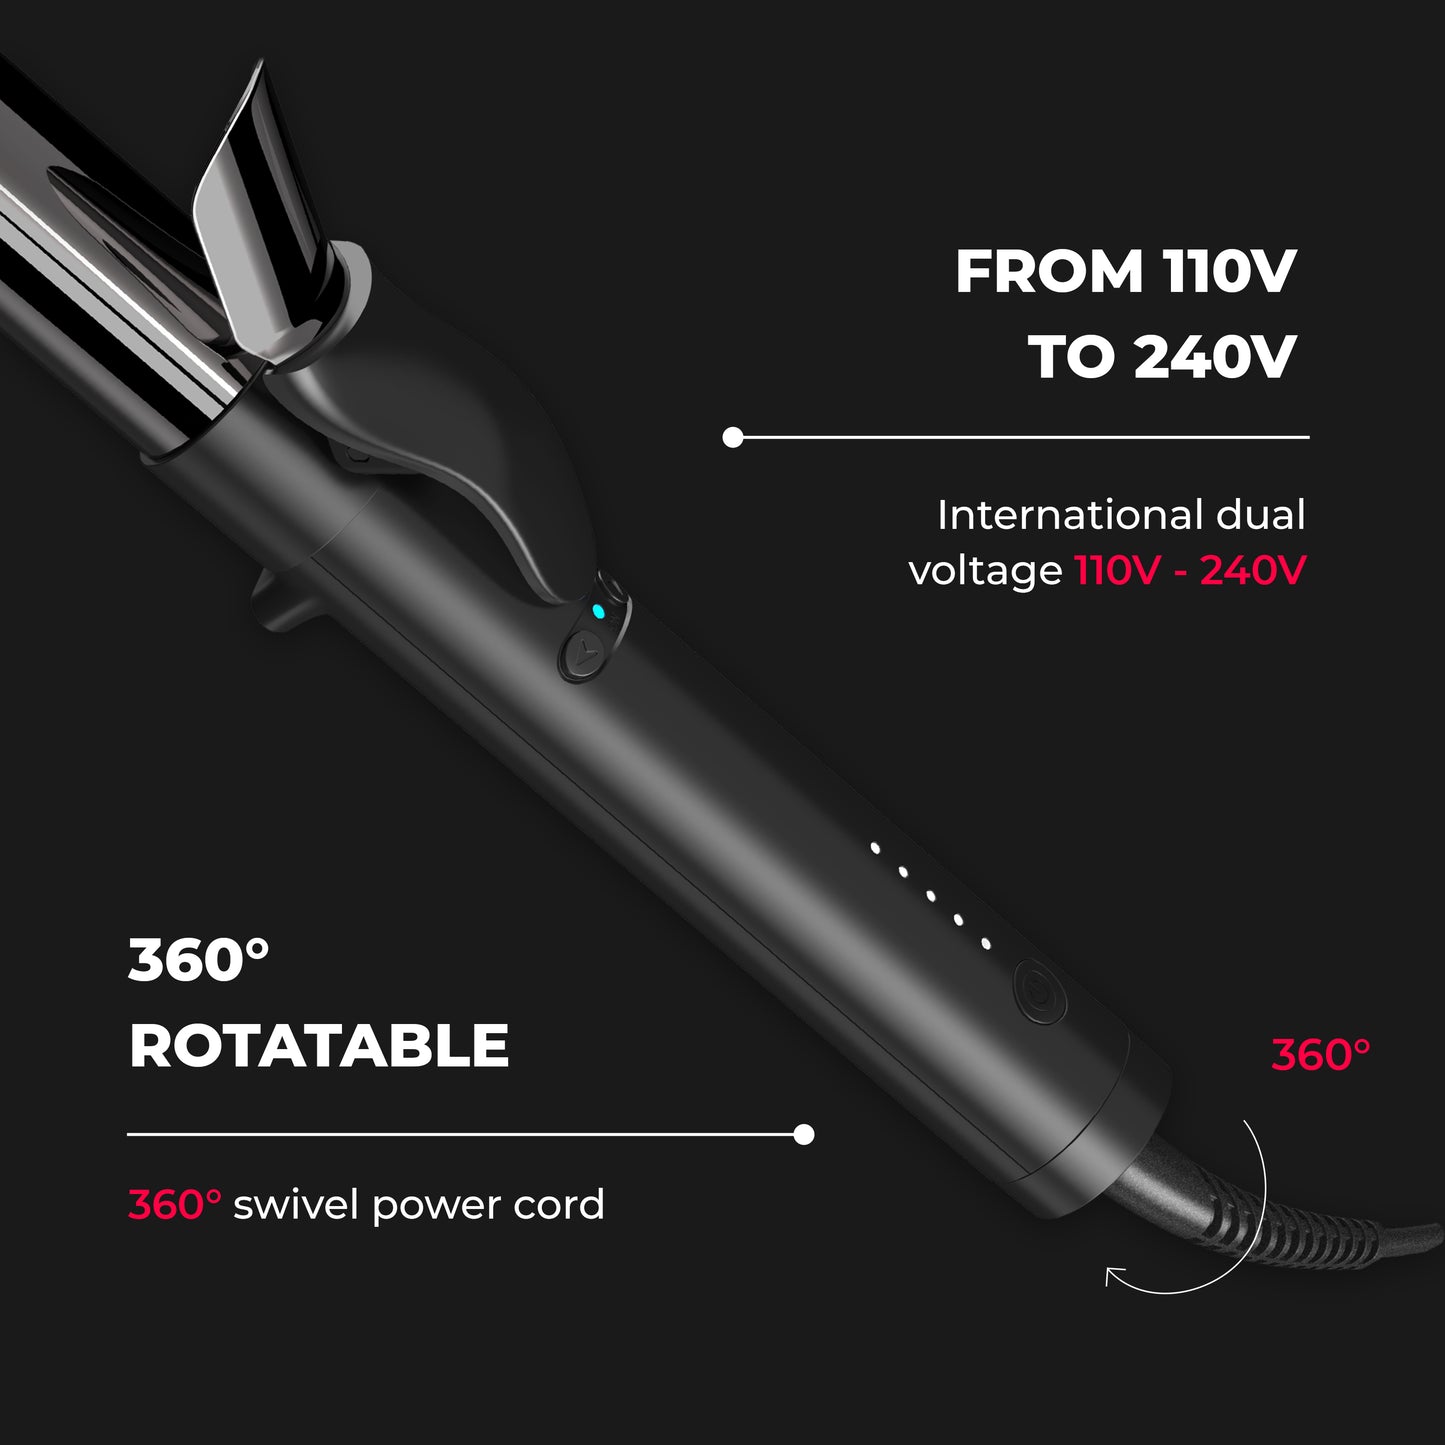 FROM 110V
TO 240V
International dual
voltage 110V - 240V
360°
ROTATABLE
360° swivel power cord
360°